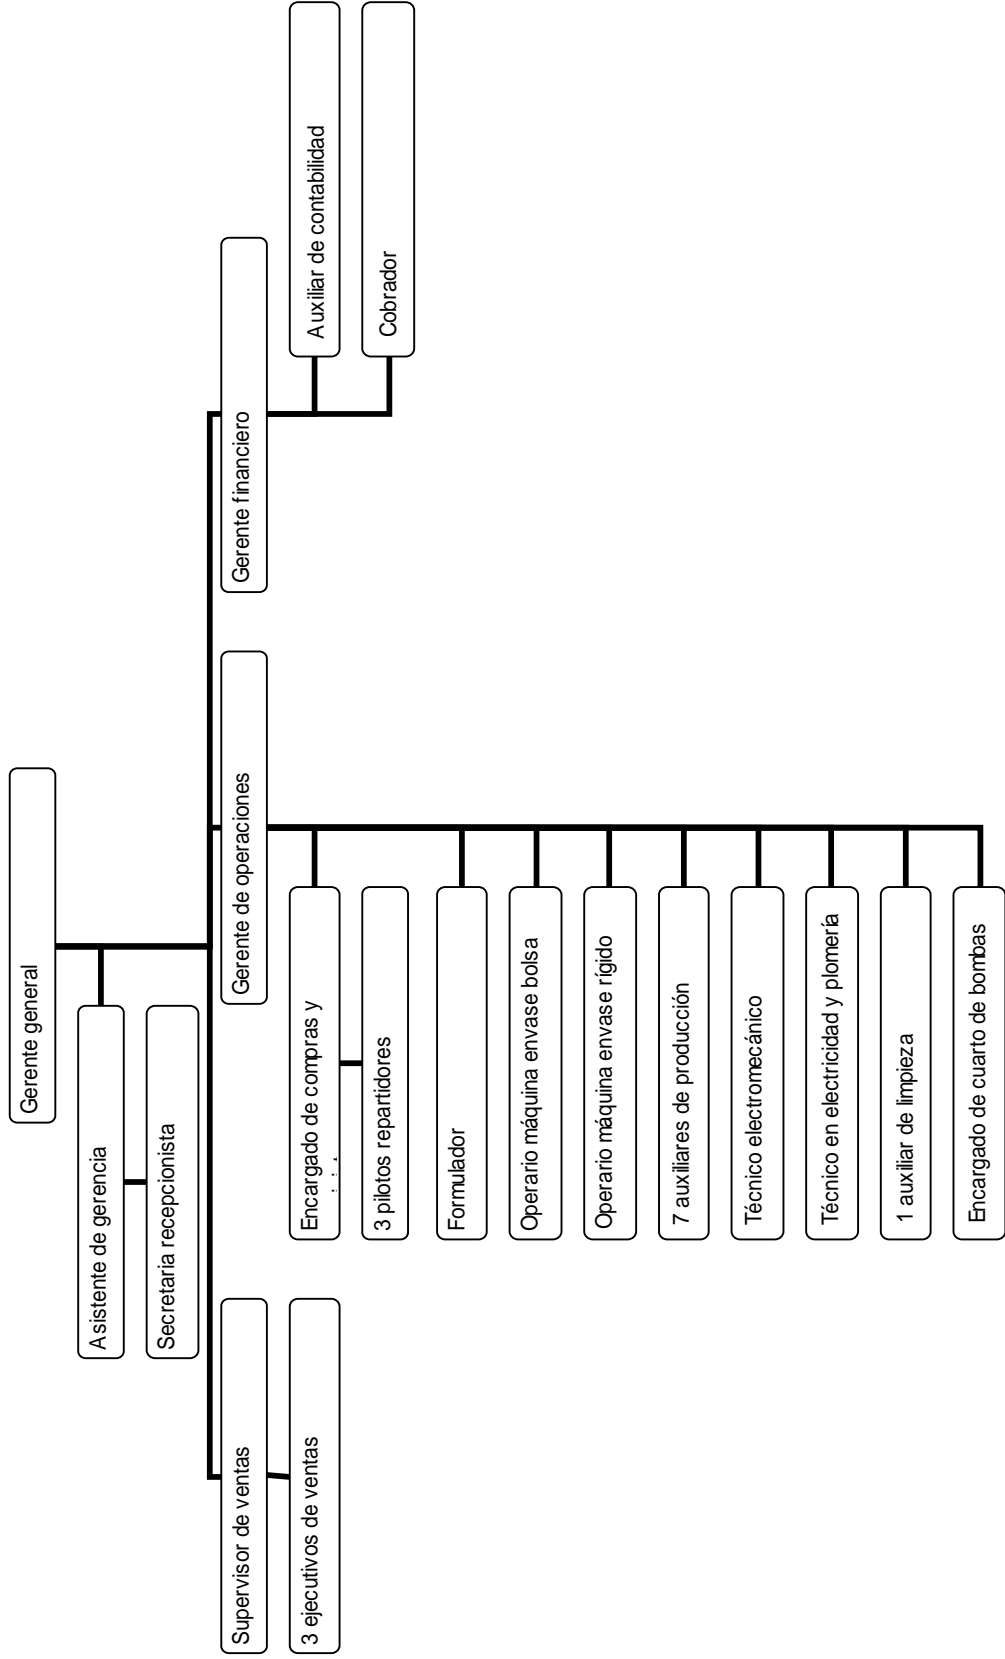 Gerente general
Asistente de gerencia
Secretaria recepcionista
Supervisor de ventas
3 ejecutivos de ventas
Gerente de operaciones
Encargado de compras y
3 pilotos repartidores
Formulador
Operario máquina envase bolsa
Operario máquina envase rígido
7 auxiliares de producción
Técnico electromecánico
Técnico en electricidad y plomería
1 auxiliar de limpieza
Encargado de cuarto de bombas
Gerente financiero
Auxiliar de contabilidad
Cobrador